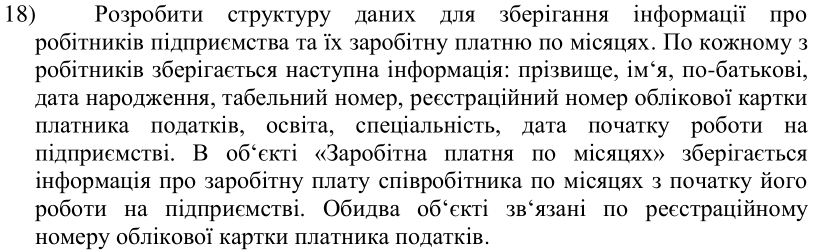 18) Розробити структуру даних для зберігання інформації про
робітників підприємства та їх заробітну платню по місяцях. По кожному з
робітників зберігається наступна інформація: прізвище, ім‘я, по-батькові,
дата народження, табельний номер, реєстраційний номер облікової картки
платника податків, освіта, спеціальність, дата початку роботи на
підприємстві. В об‘єкті «Заробітна платня по місяцях» зберігається
інформація про заробітну плату співробітника по місяцях з початку його
роботи на підприємстві. Обидва об‘єкті зв‘язані по реєстраційному
номеру облікової картки платника податків.